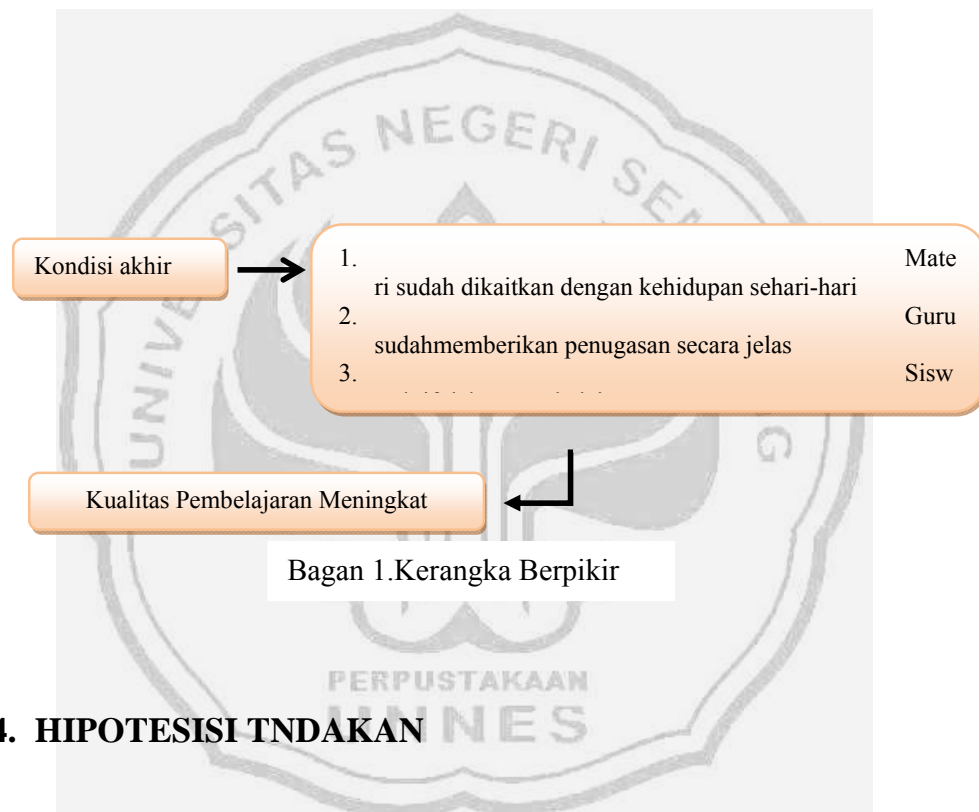 UNIVERSITAS NEGERI
Kondisi akhir
1. Mate
ri sudah dikaitkan dengan kehidupan sehari-hari
2. Guru
sudahmemberikan penugasan secara jelas
3. Sisw
Kualitas Pembelajaran Meningkat
Bagan 1.Kerangka Berpikir
PERPUSTAKAAN
UNNES
4. HIPOTESISI TNDAKAN